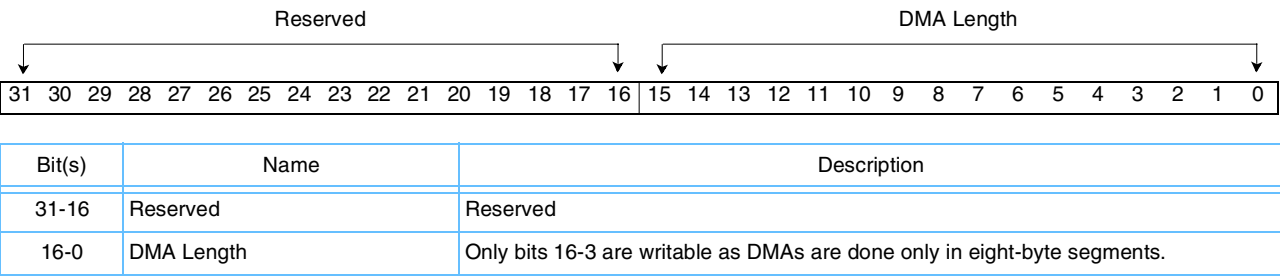 Reserved DMA Length
31 30 29 28 27 26 25 24 23 22 21 20 19 18 17 16 15 14 13 12 11 10 9 8 7 6 5 4 3 2 1 0
Bit(s) Name Description
31-16 Reserved Reserved
16-0 DMA Length Only bits 16-3 are writable as DMAs are done only in eight-byte segments.